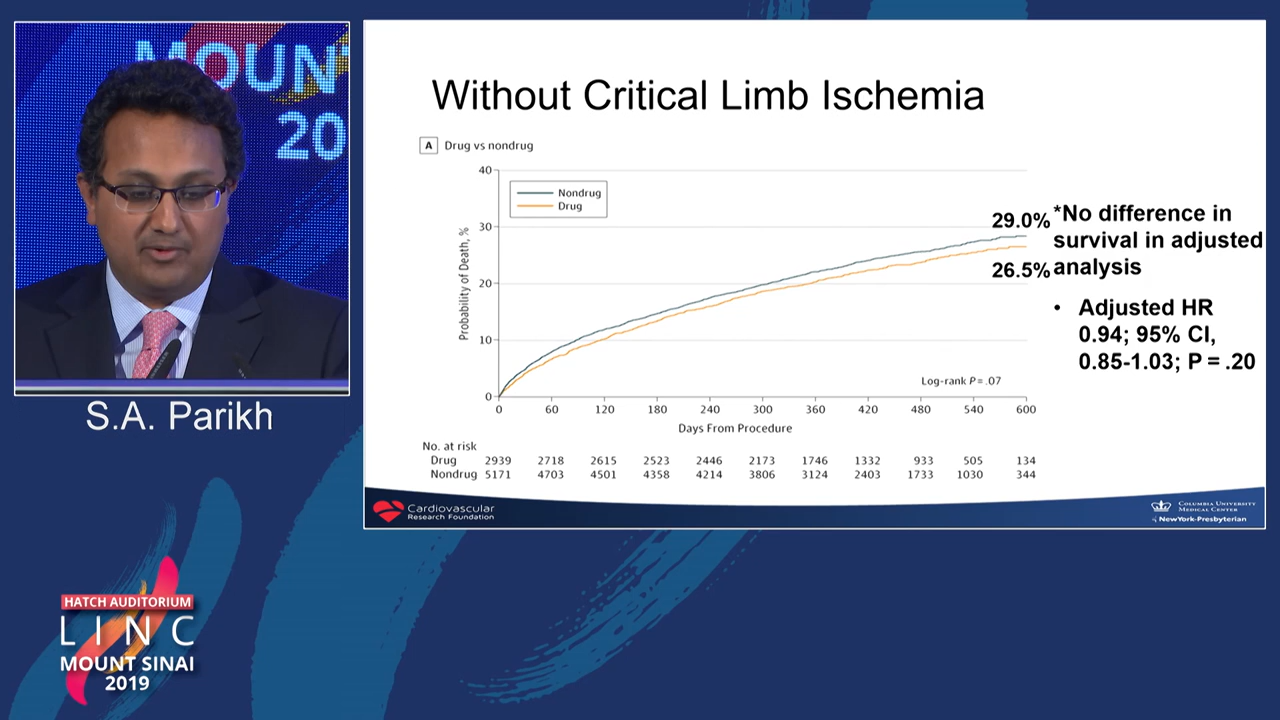 MOUNT
20
S.A. Parikh
HATCH AUDITORIUM
LINC
MOUNT SINAI
2019
Without Critical Limb Ischemia
A Drug vs nondrug
40
30
20
10
0
Probability of Death, %
Nondrug
Drug
29.0%
26.5%
Log-rank P = .07
0 60 120 180 240 300 360 420 480 540 600
Days From Procedure
No. at risk
Drug 2939 2718 2615 2523 2446 2173 1746 1332 933 505 134
Nondrug 5171 4703 4501 4358 4214 3806 3124 2403 1733 1030 344
*No difference in
survival in adjusted
analysis
• Adjusted HR
0.94; 95% CI,
0.85-1.03; P = .20
Cardiovascular
Research Foundation
COLUMBIA UNIVERSITY
MEDICAL CENTER
NewYork-Presbyterian